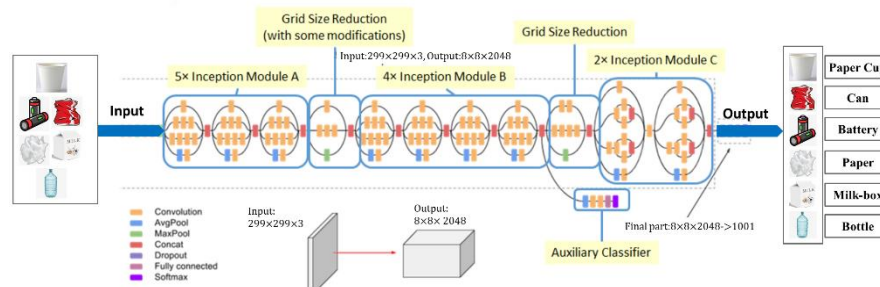 Grid Size Reduction
(with some modifications)
Grid Size Reduction
Input:299×299×3, Output:8×8×2048
5× Inception Module A
4× Inception Module B
2× Inception Module C
Input
Output
Paper Cu
Can
Battery
Paper
Milk-box
Bottle
MILK
Convolution
AvgPool
MaxPool
Concat
Dropout
Fully connected
Softmax
Input:
299×299×3
Output:
8×8× 2048
Final part:8×8×2048->1001
Auxiliary Classifier